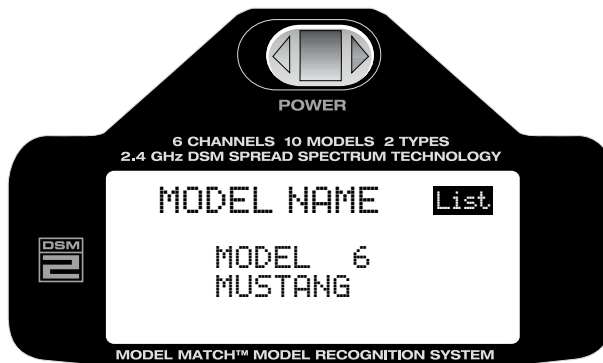 POWER
6 CHANNELS 10 MODELS 2 TYPES
2.4 GHz DSM SPREAD SPECTRUM TECHNOLOGY
MODEL NAME List
DSM
2
MODEL 6
MUSTANG
MODEL MATCH™ MODEL RECOGNITION SYSTEM